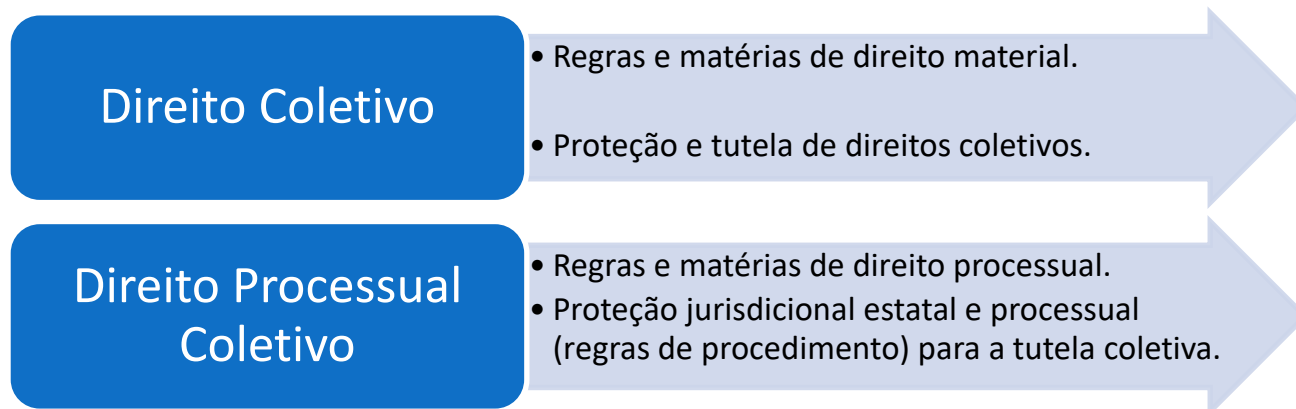 Direito Coletivo
• Regras e matérias de direito material.
• Proteção e tutela de direitos coletivos.
Direito Processual
Coletivo
• Regras e matérias de direito processual.
• Proteção jurisdicional estatal e processual
(regras de procedimento) para a tutela coletiva.